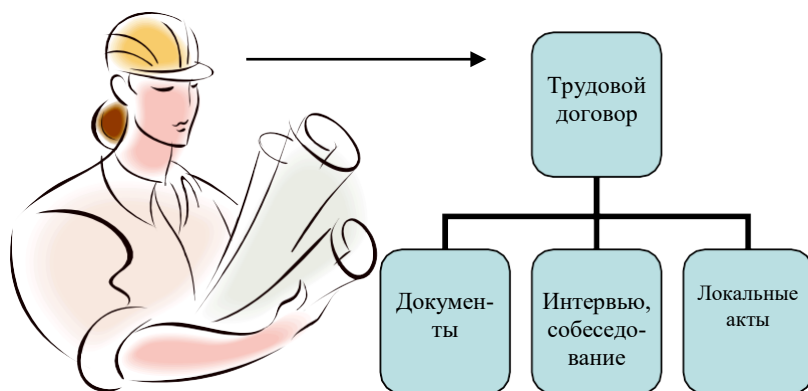 Трудовой
договор
Докумен-
ты
Интервью,
собеседо-
вание
Локальные
акты